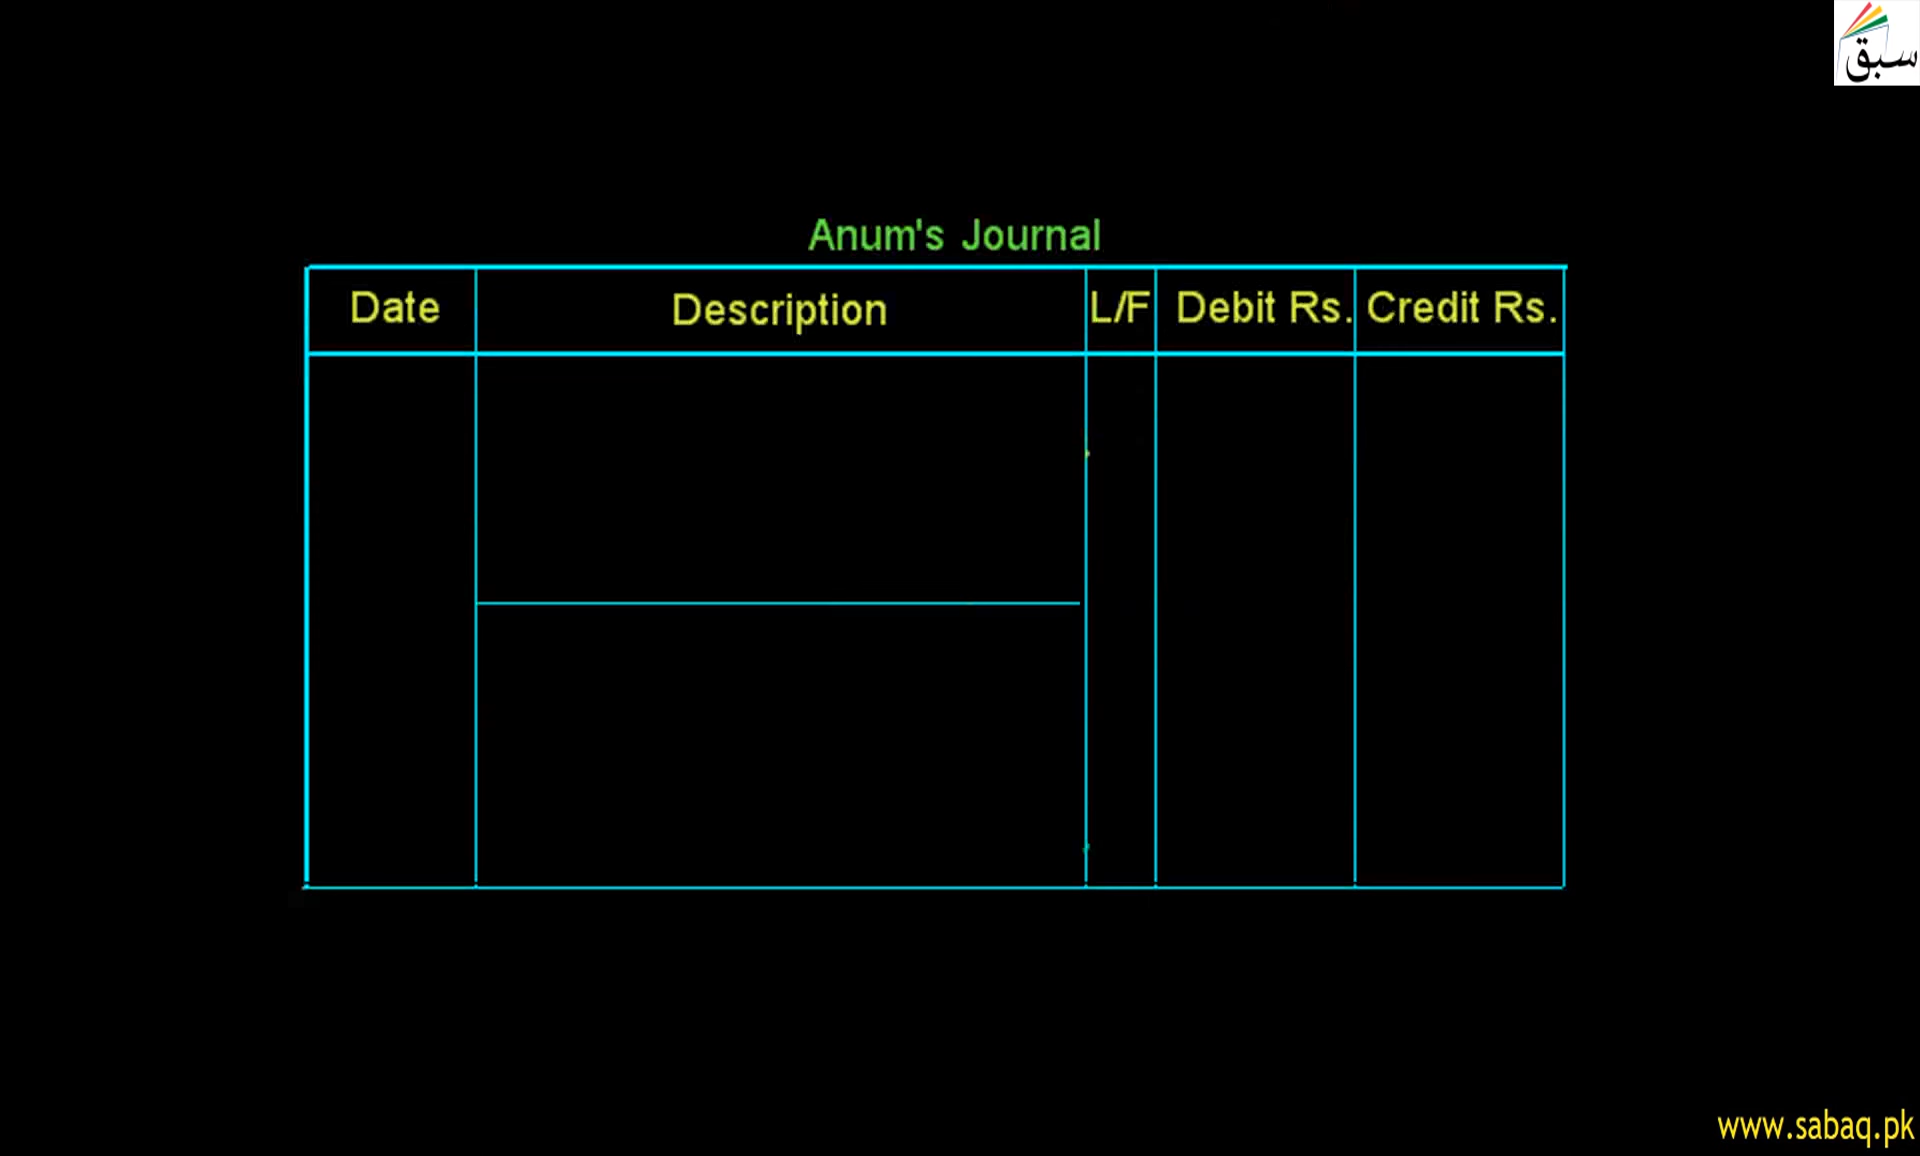 سبق
Anum's Journal
Date Description L/F Debit Rs. Credit Rs.
www.sabaq.pk